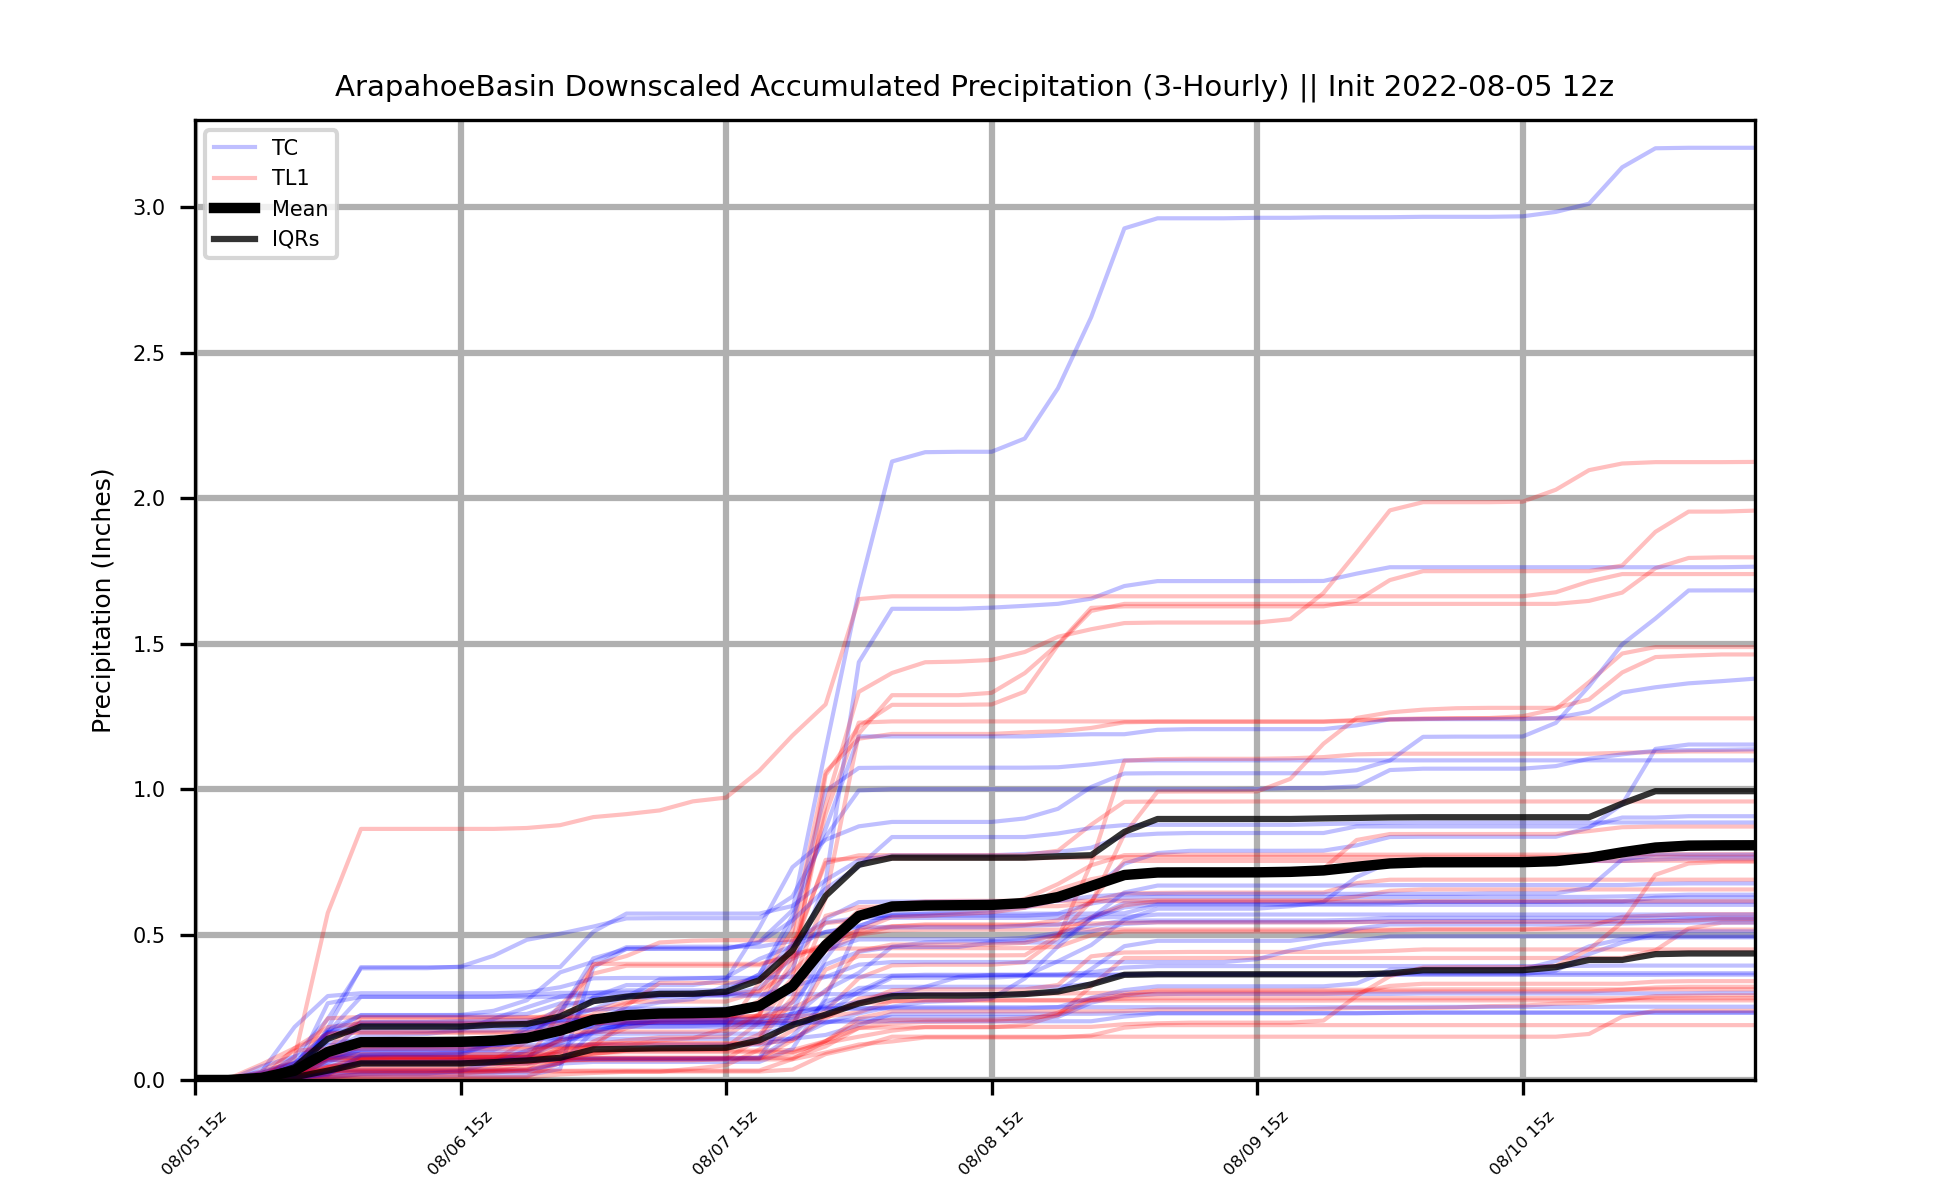 ArapahoeBasin Downscaled Accumulated Precipitation (3-Hourly) || Init 2022-08-05 12z
TC
TL1
Mean
IQRs
Precipitation (Inches)
3.0
2.5
2.0
1.5
1.0
0.5
0.0
08/05 15z
08/06 15z
08/07 15z
08/08 15z
08/09 15z
08/10 15z